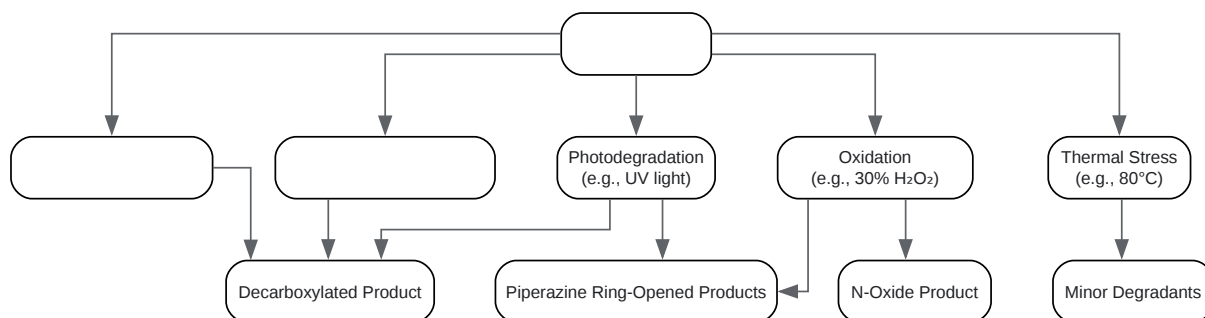 Photodegradation
(e.g., UV light)
Oxidation
(e.g., 30% H₂O₂)
Thermal Stress
(e.g., 80°C)
Decarboxylated Product
Piperazine Ring-Opened Products
N-Oxide Product
Minor Degradants